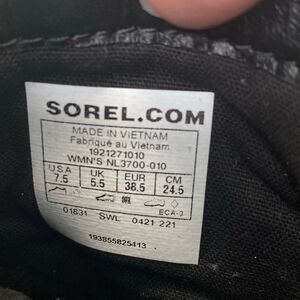 SOREL.COM
MADE IN VIETNAM
Fabriqué au Vietnam
1921271010
WMN'S NL3700-010
USA UK EUR CM
7.5 5.5 38.5 24.5
01831 SWL 0421 221 ECA-3
193855825413